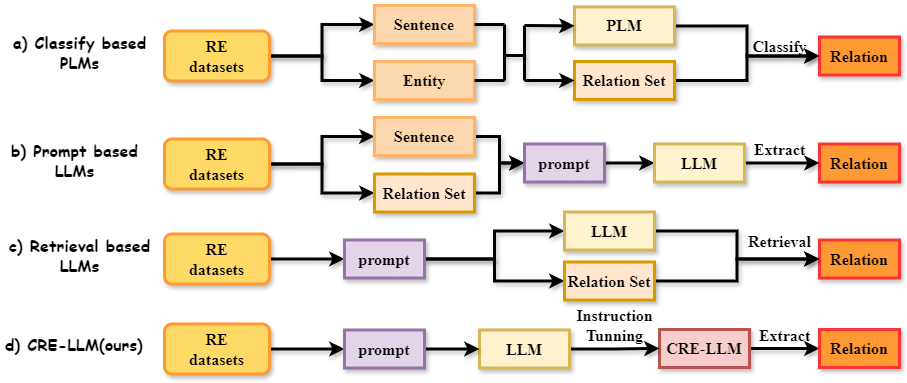 a) Classify based
PLMs
RE
datasets
Sentence
Entity
PLM
Relation Set
Classify
Relation
b) Prompt based
LLMs
RE
datasets
Sentence
Relation Set
prompt
LLM
Extract
Relation
c) Retrieval based
LLMs
RE
datasets
prompt
LLM
Relation Set
Retrieval
Relation
d) CRE-LLM(ours)
RE
datasets
prompt
LLM
Instruction
Tunning
CRE-LLM
Extract
Relation